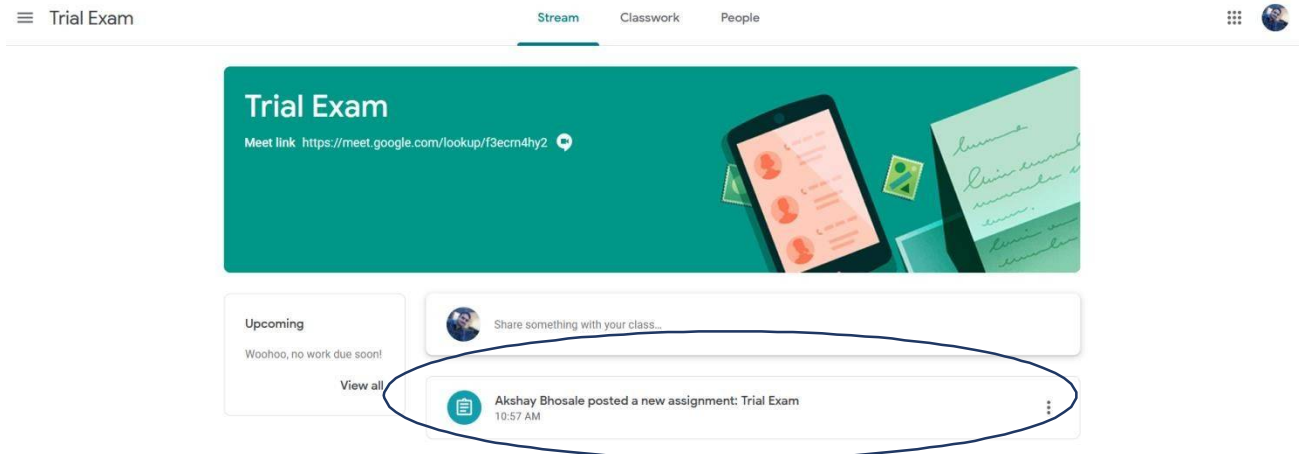 Trial Exam
Stream Classwork People
Trial Exam
Meet link https://meet.google.com/lookup/f3ecrn4hy2
Upcoming
Woohoo, no work due soon!
View all
Share something with your class...
Akshay Bhosale posted a new assignment: Trial Exam
10:57 AM